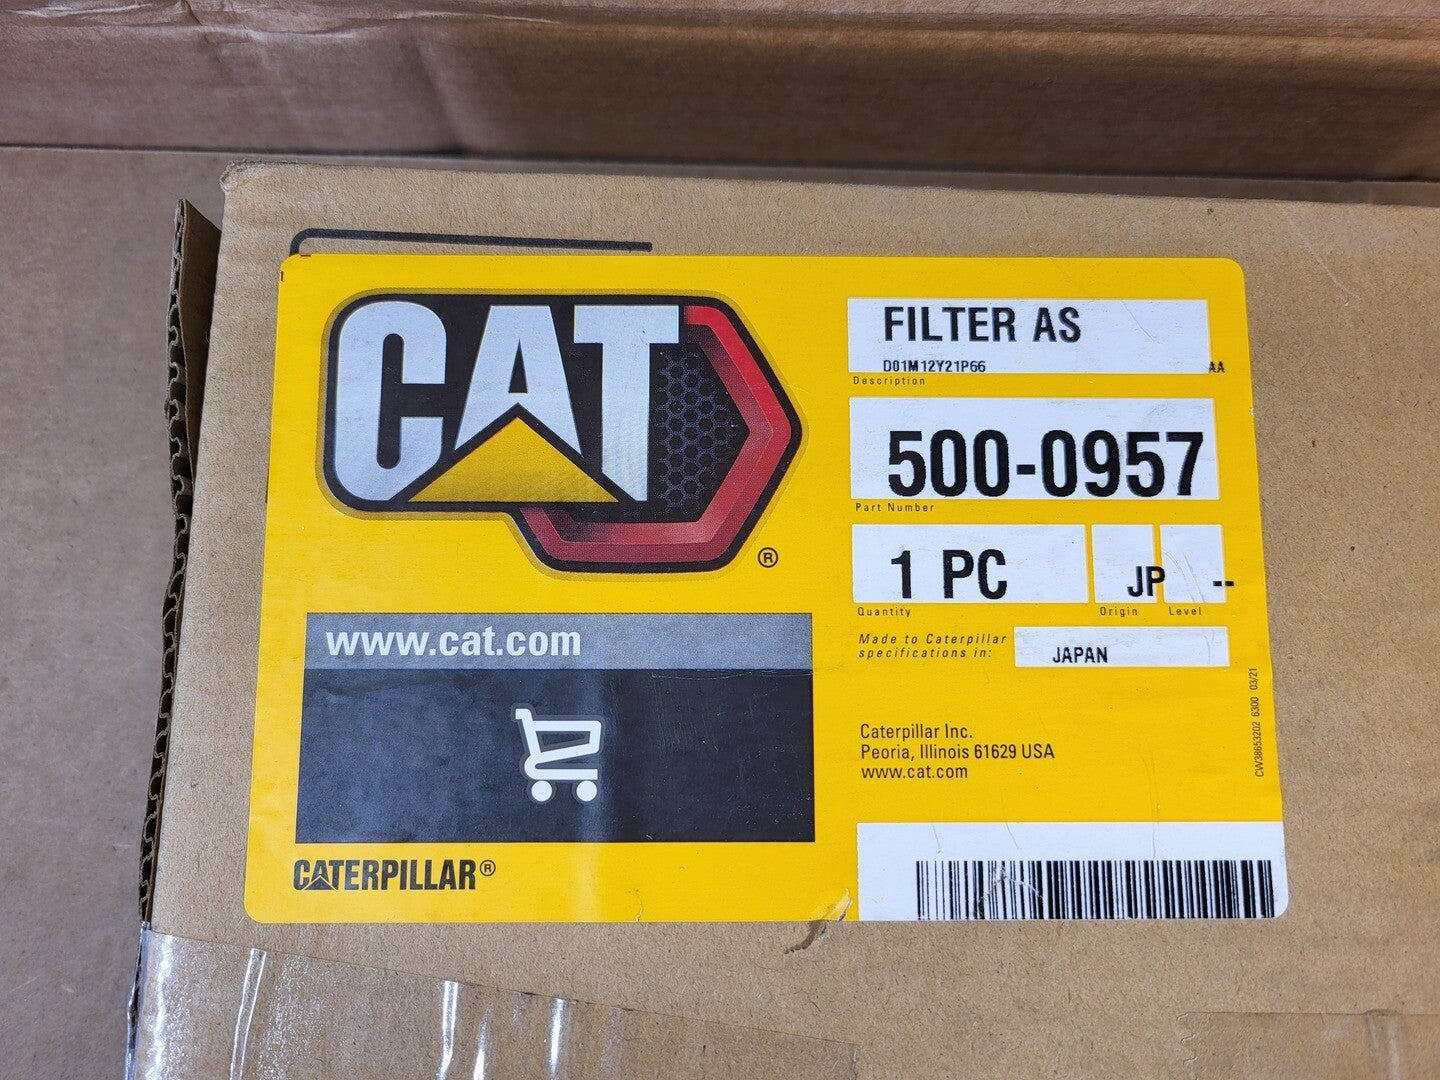 CAT
®
www.cat.com
CATERPILLAR®
FILTER AS
D01M12Y21P66 AA
Description
500-0957
Part Number
1 PC JP --
Quantity Origin Level
Made to Caterpillar
specifications in: JAPAN
Caterpillar Inc.
Peoria, Illinois 61629 USA
www.cat.com
CW38653202 6300 03/21